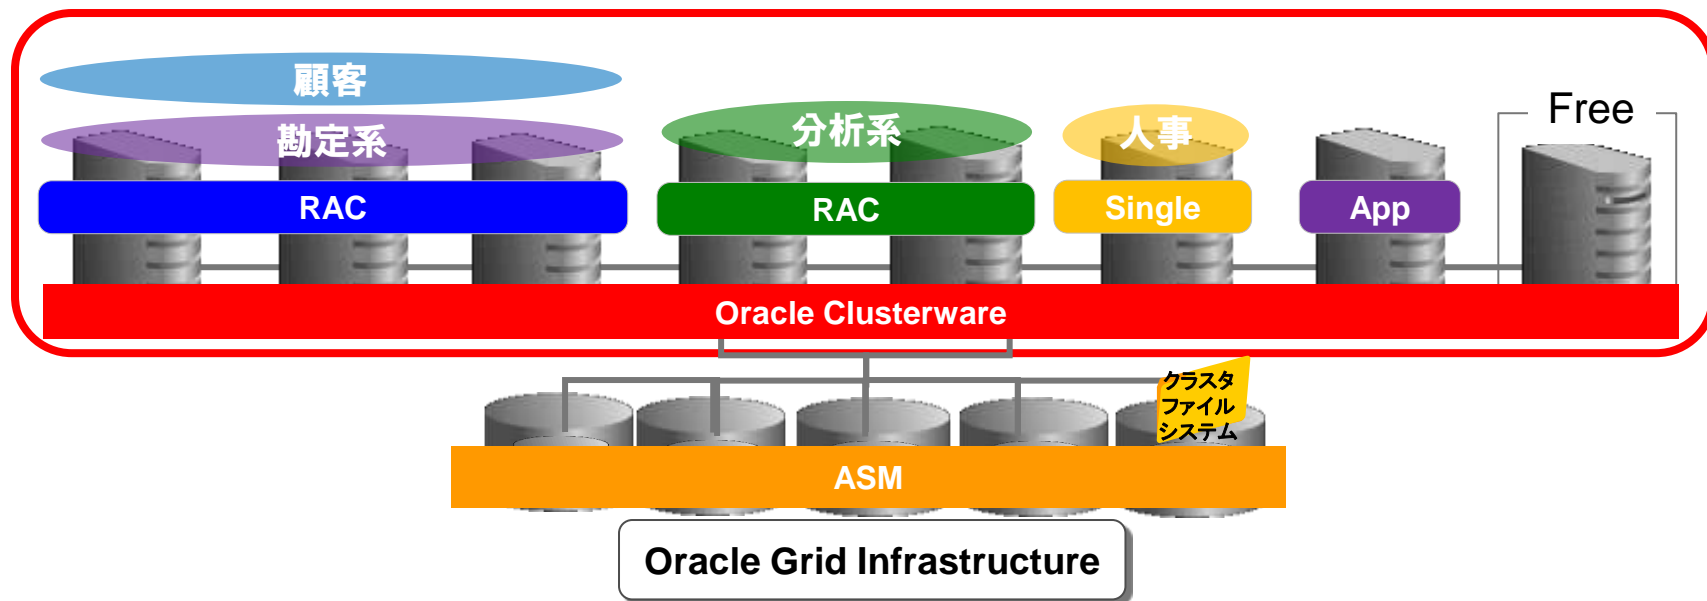 顧客
勘定系
分析系
人事
Free
RAC
RAC
Single
App
Oracle Clusterware
クラスタ
ファイル
システム
ASM
Oracle Grid Infrastructure